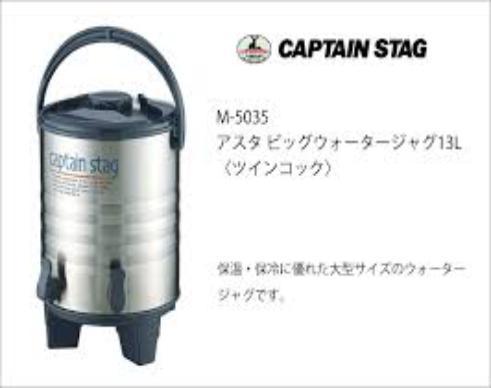 CAPTAIN STAG
M-5035
アスタ ビッグウォータージャグ13L
〈ツインコック〉
captain stag
保温・保冷に優れた大型サイズのウォーター
ジャグです。